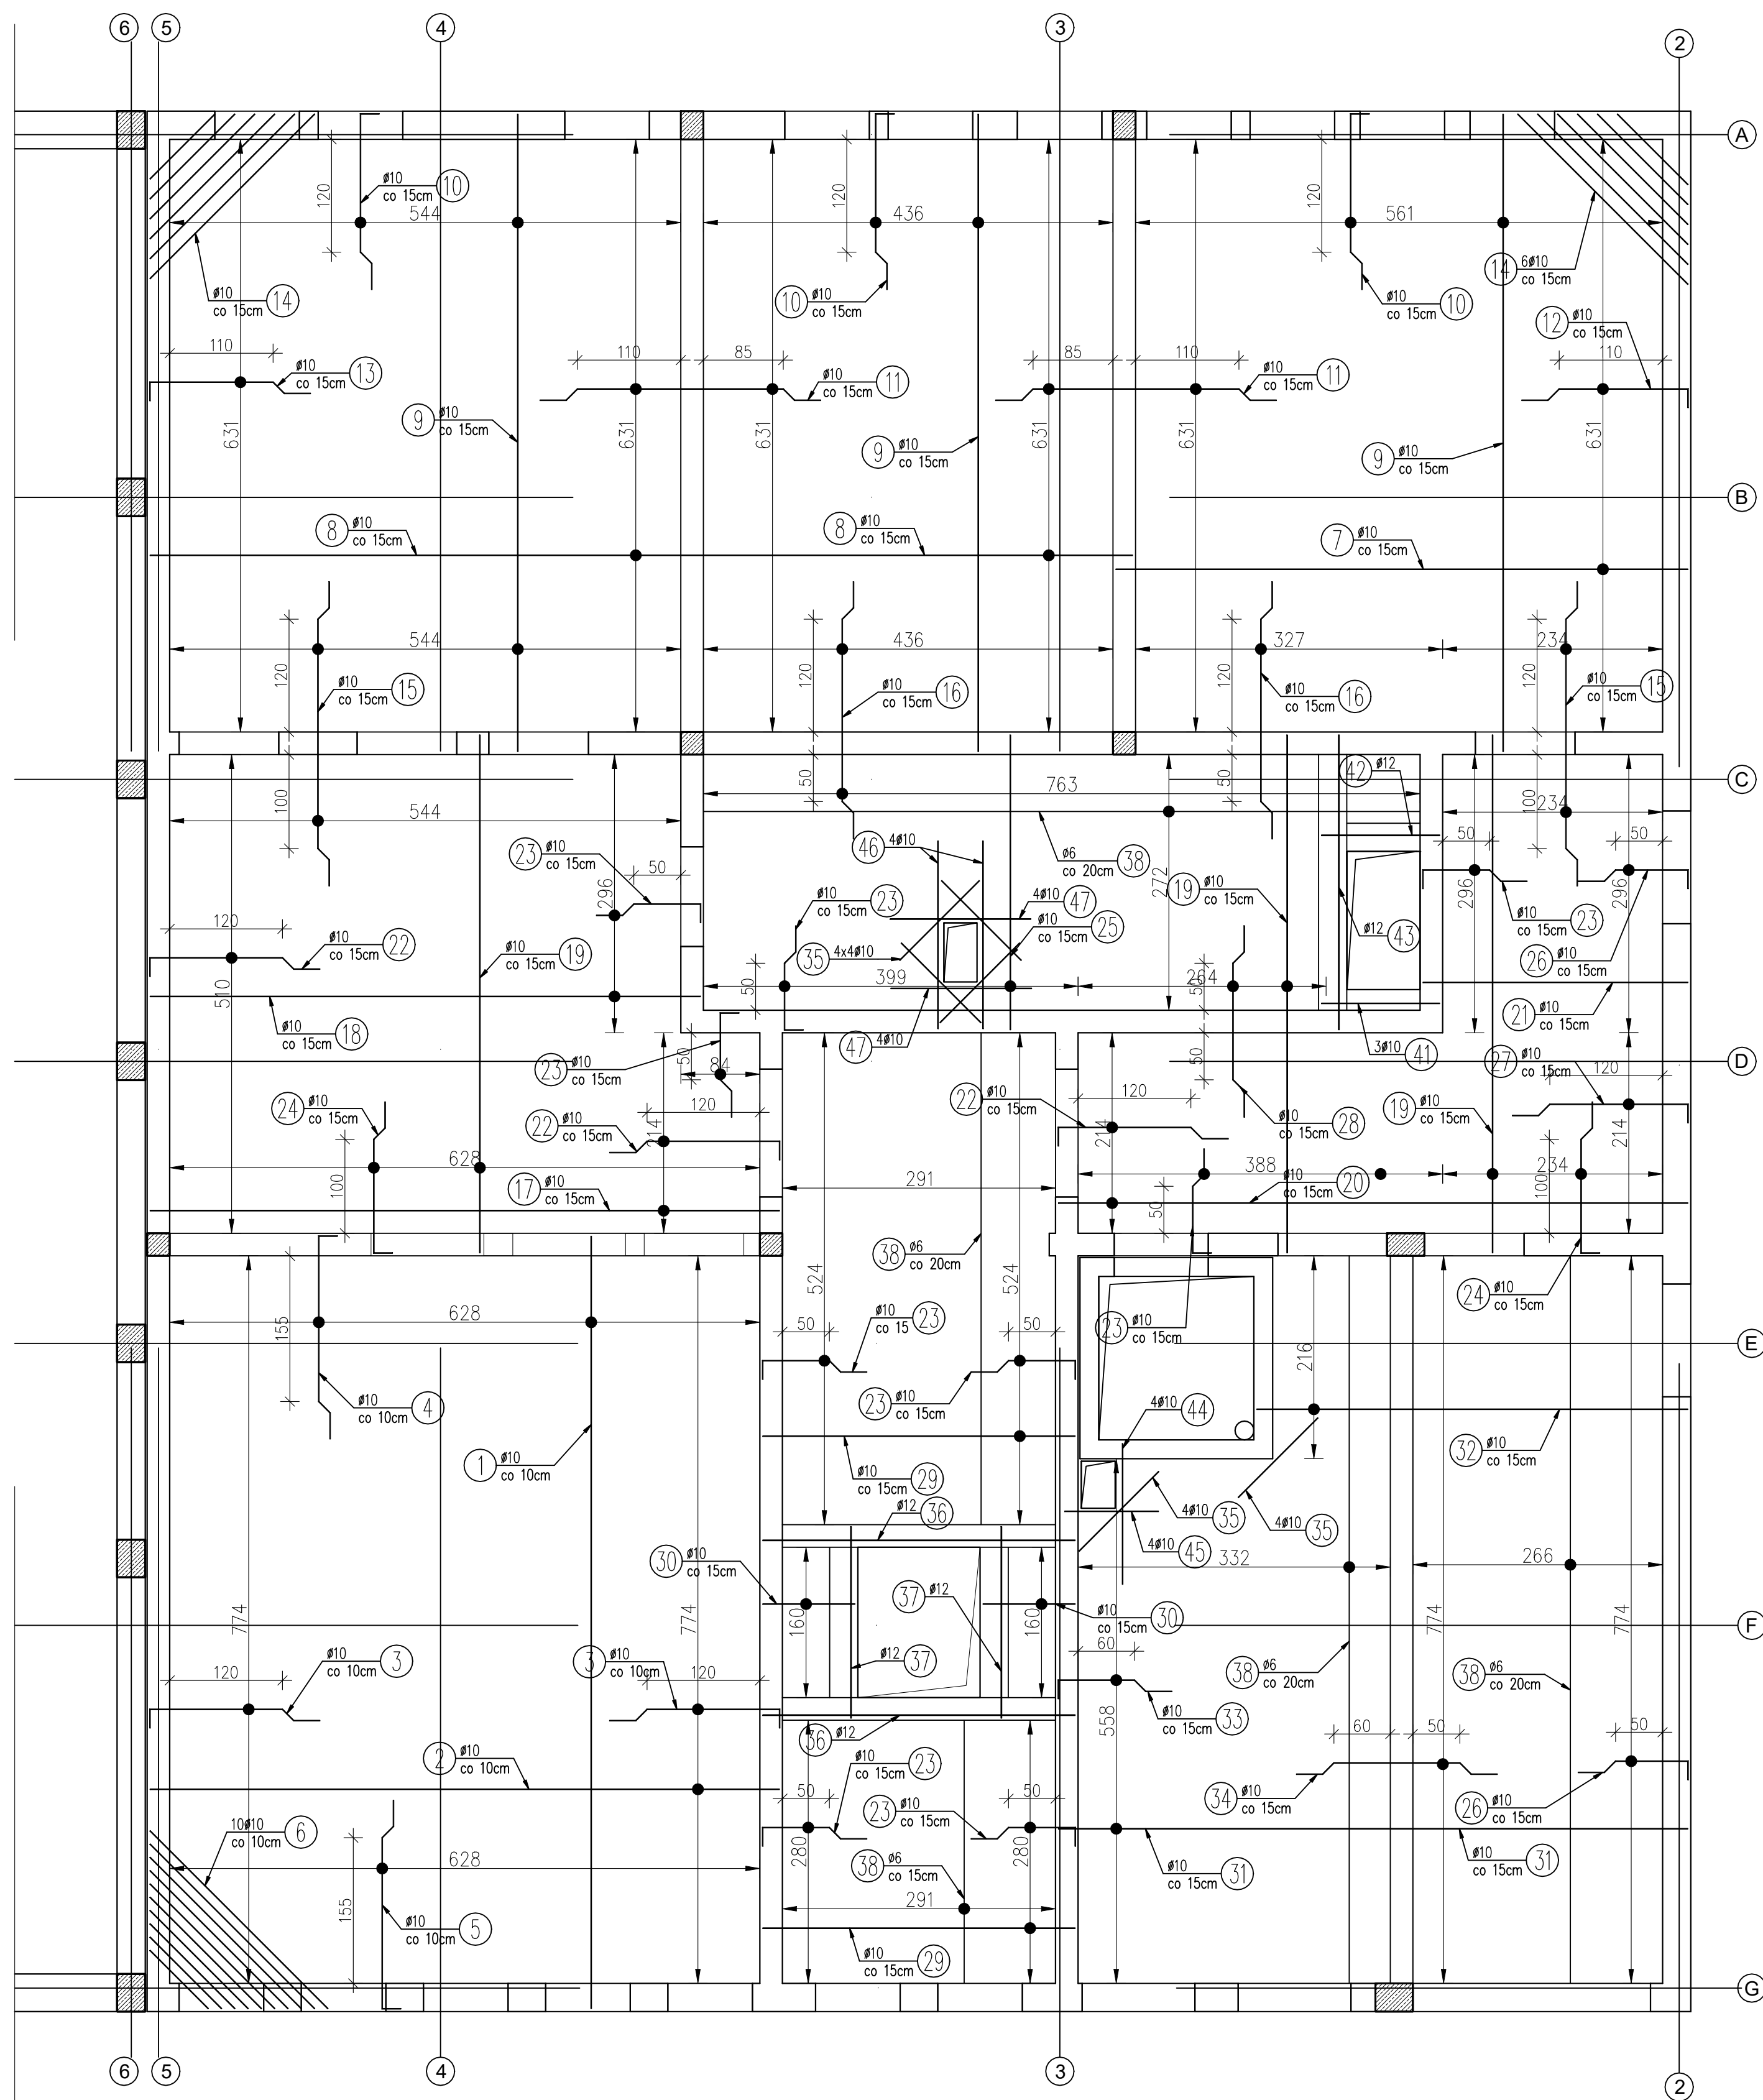 6 5 4 3 2
A
ø10
co 15cm 10
120 120 120
544 436 561
ø10
co 15cm 14
10 ø10
co 15cm
14 6ø10
co 15cm
ø10
co 15cm 10
12 ø10
co 15cm
110 110 85 85 110 110
ø10
co 15cm 13
ø10
co 15cm 11
ø10
co 15cm 11
9 ø10
co 15cm
9 ø10
co 15cm
9 ø10
co 15cm
631 631 631 631 631 631
B
8 ø10
co 15cm
8 ø10
co 15cm
7 ø10
co 15cm
544 436 327 234
120 120 120 120
ø10
co 15cm 15
ø10
co 15cm 16
ø10
co 15cm 16
ø10
co 15cm 15
C
100 50 50 100
763
42 ø12
544 234
23 ø10
co 15cm
50
46 4ø10
ø6
co 20cm 38
50 50
296 272 296 296
ø10
co 15cm 23
4ø10 47
19 ø10
co 15cm
ø10
co 15cm 23
120
ø10
co 15cm 22
ø10
co 15cm 19
35 4x4ø10
ø10
co 15cm 25
ø12 43
26 ø10
co 15cm
510
399 264
50 50
ø10
co 15cm 18
47 4ø10
3ø10 41
21 ø10
co 15cm
D
23 ø10
co 15cm
50 84
50
27 ø10
co 15cm
120
24 ø10
co 15cm
22 ø10
co 15cm
120
214
22 ø10
co 15cm
120
214
ø10
co 15cm 28
19 ø10
co 15cm
214
100
628
291
388 234
17 ø10
co 15cm
50
ø10
co 15cm 20
100
38 ø6
co 20cm
524 524
24 ø10
co 15cm
155
628
ø10
co 15 23
50 50
23 ø10
co 15cm
E
216
ø10
co 10cm 4
23 ø10
co 15cm
4ø10 44
1 ø10
co 10cm
ø10
co 15cm 29
32 ø10
co 15cm
ø12 36
4ø10 35
4ø10 35
4ø10 45
30 ø10
co 15cm
332 266
37 ø12
160 160
ø10
co 15cm 30
F
774 774
774 774
ø12 37
60
ø10
co 10cm 3
3 ø10
co 10cm
120 120
38 ø6
co 20cm
38 ø6
co 20cm
558
ø10
co 15cm 33
36 ø12
60 50 50
2 ø10
co 10cm
ø10
co 15cm 23
50 50
23 ø10
co 15cm
34 ø10
co 15cm
26 ø10
co 15cm
10ø10
co 10cm 6
280 280
628
38 ø6
co 15cm
ø10
co 15cm 31
ø10
co 15cm 31
155
291
ø10
co 10cm 5
ø10
co 15cm 29
G
6 5 4 3 2